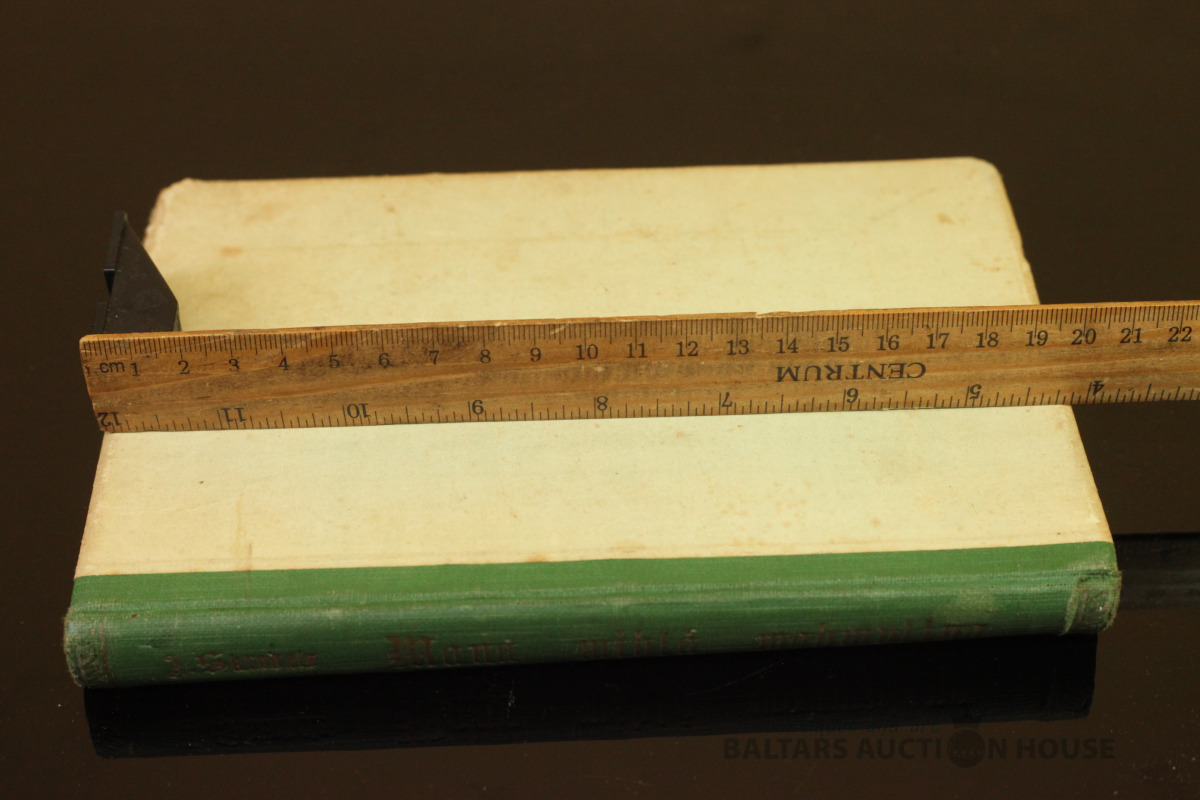 cm 1 2 3 4 5 6 7 8 9 10 11 12 13 14 15 16 17 18 19 20 21 22
CENTRUM
12 11 10 9 8 7 6 5 4
Mana
BALTARS AUCTION HOUSE